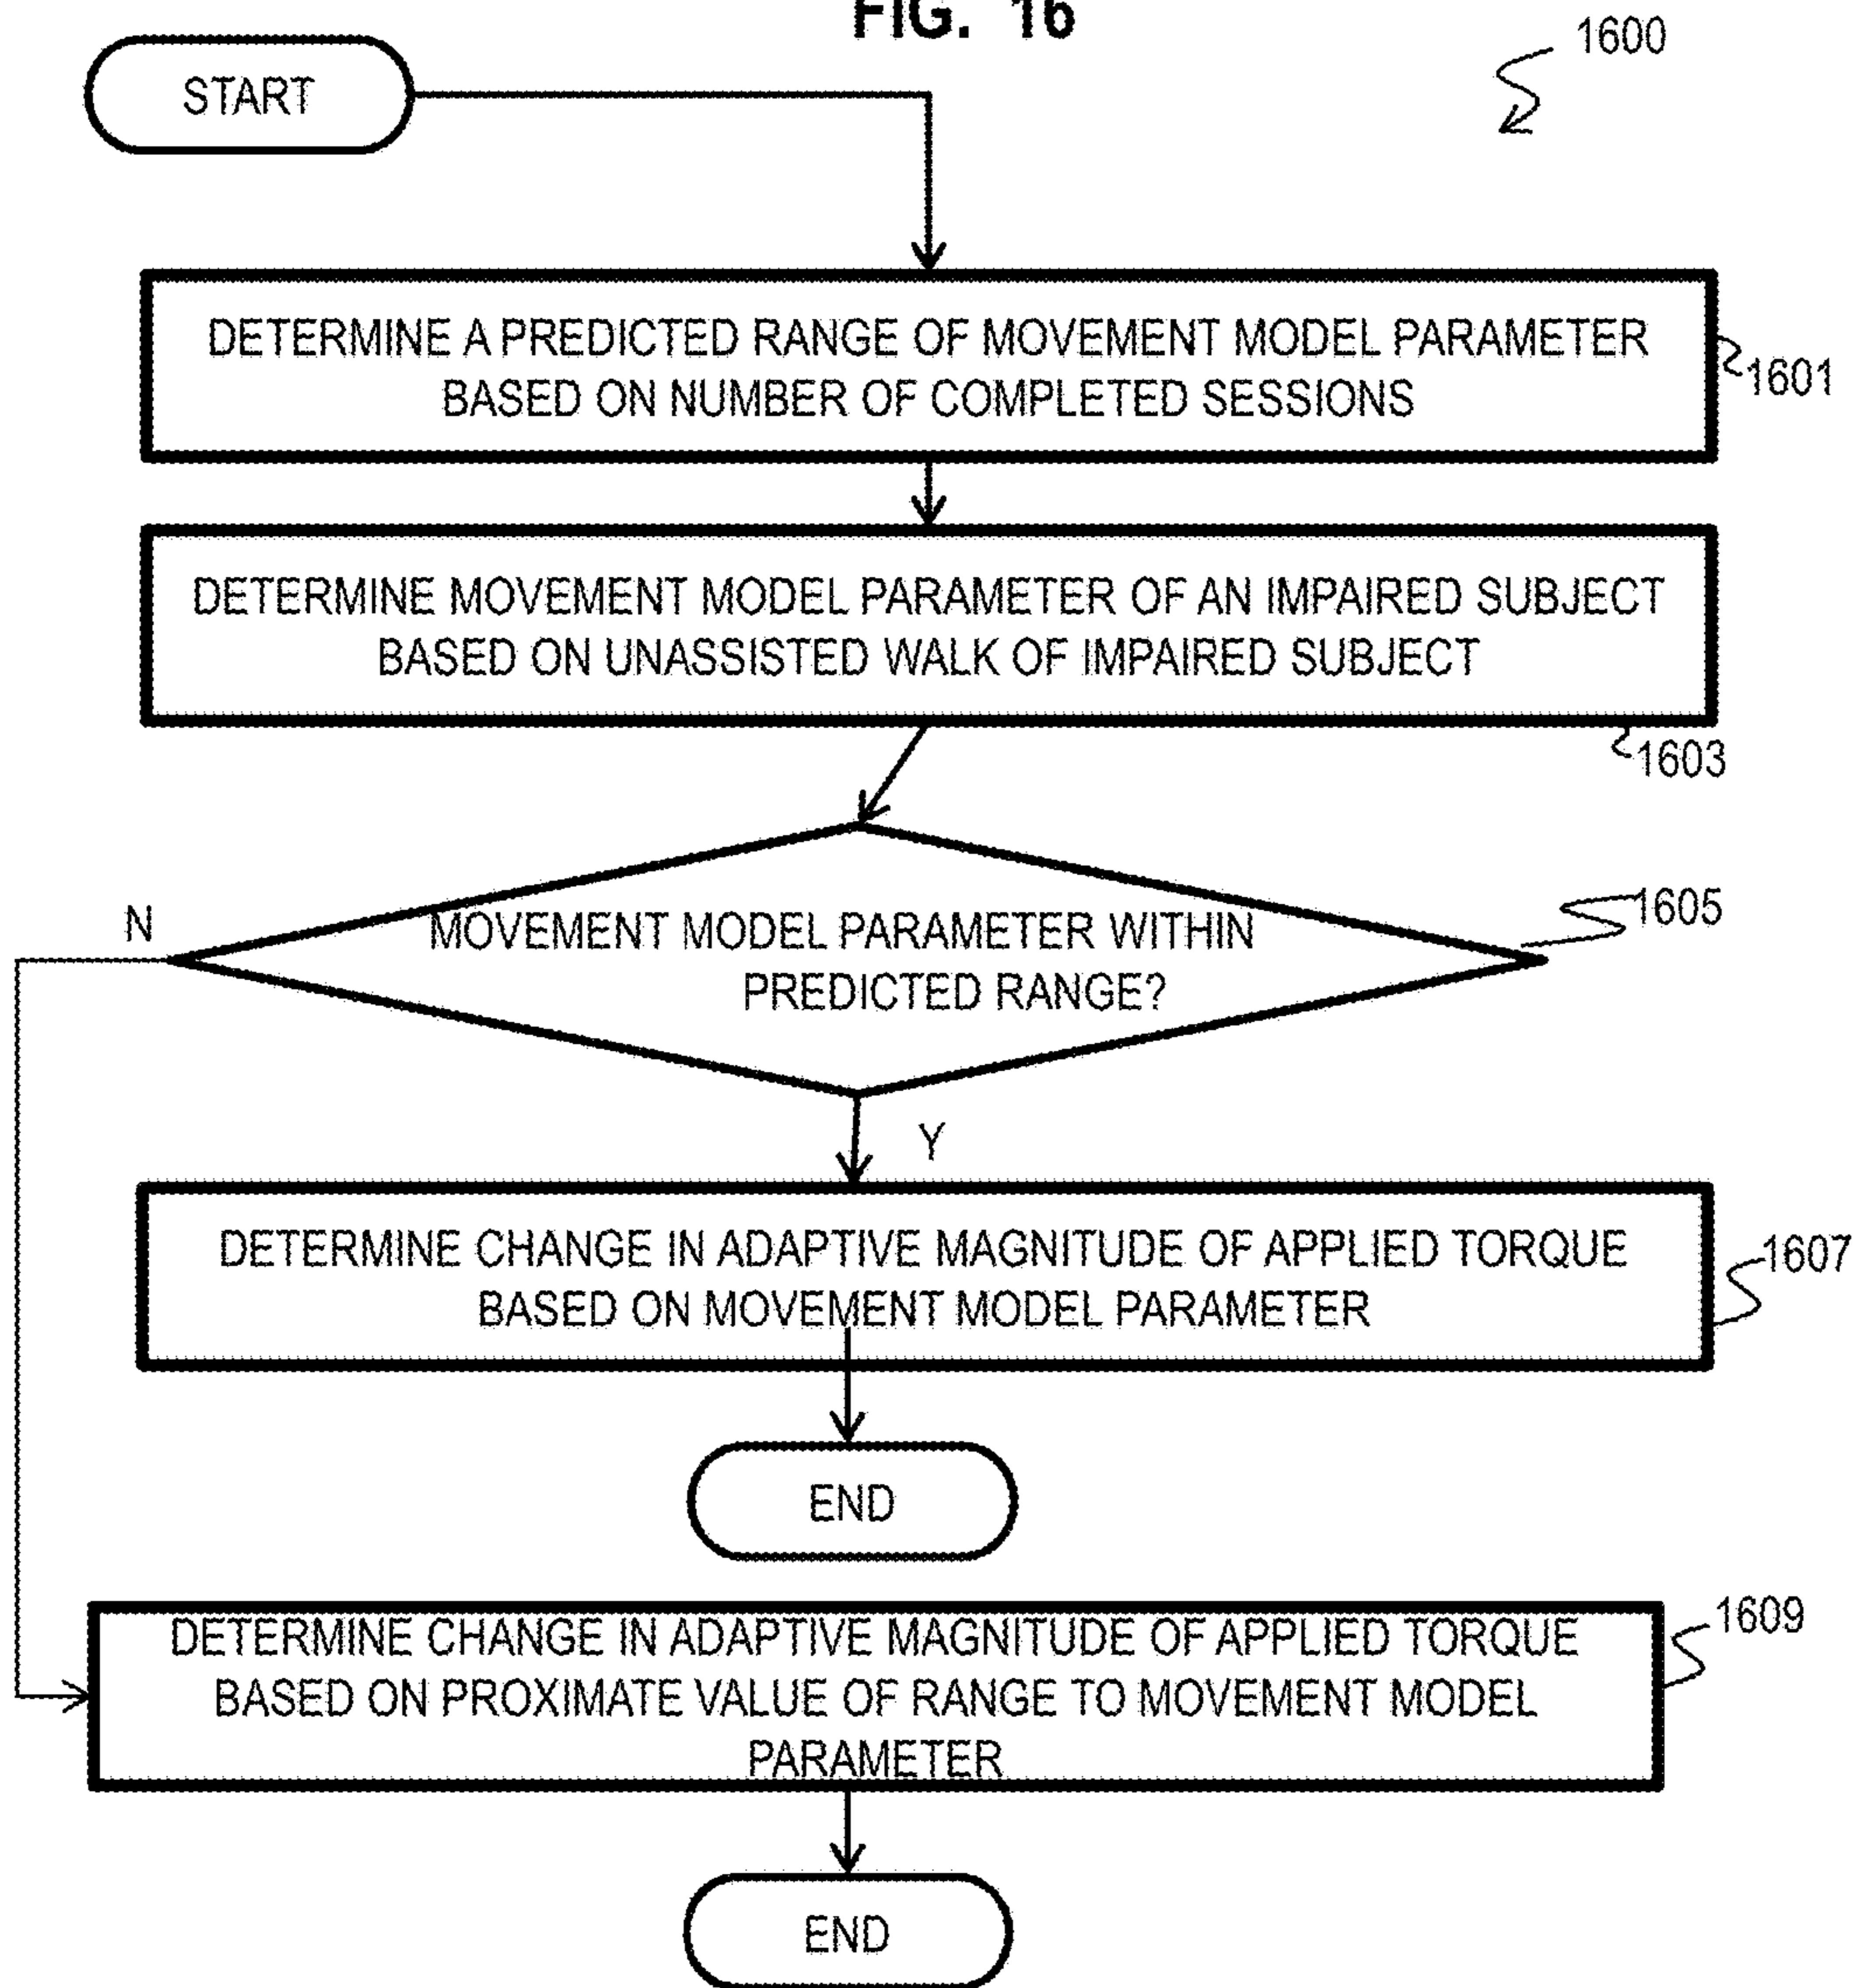 FIG. 16
1600
START
DETERMINE A PREDICTED RANGE OF MOVEMENT MODEL PARAMETER
BASED ON NUMBER OF COMPLETED SESSIONS
1601
DETERMINE MOVEMENT MODEL PARAMETER OF AN IMPAIRED SUBJECT
BASED ON UNASSISTED WALK OF IMPAIRED SUBJECT
1603
N
MOVEMENT MODEL PARAMETER WITHIN
PREDICTED RANGE?
1605
Y
DETERMINE CHANGE IN ADAPTIVE MAGNITUDE OF APPLIED TORQUE
BASED ON MOVEMENT MODEL PARAMETER
1607
END
DETERMINE CHANGE IN ADAPTIVE MAGNITUDE OF APPLIED TORQUE
BASED ON PROXIMATE VALUE OF RANGE TO MOVEMENT MODEL
PARAMETER
1609
END